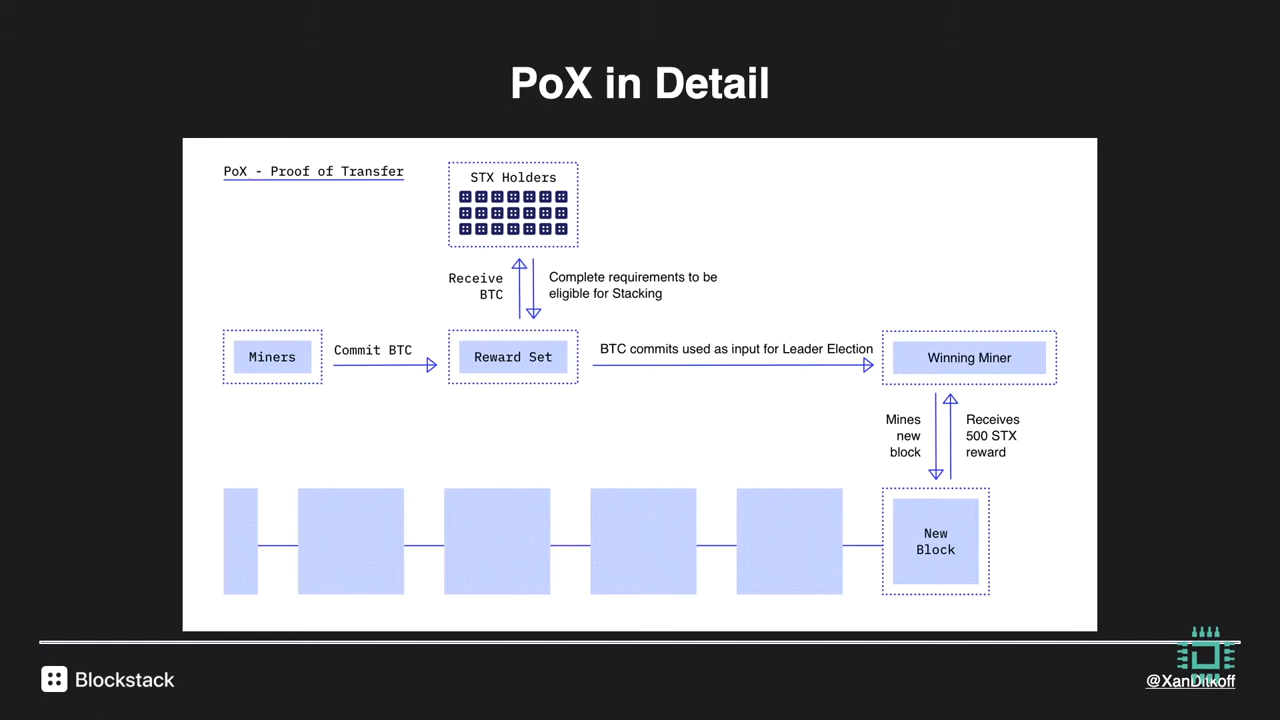 PoX in Detail
PoX - Proof of Transfer
STX Holders
Receive
BTC
Complete requirements to be
eligible for Stacking
Miners
Commit BTC
Reward Set
BTC commits used as input for Leader Election
Winning Miner
Mines
new
block
Receives
500 STX
reward
New
Block
Blockstack
@XanDitkoff